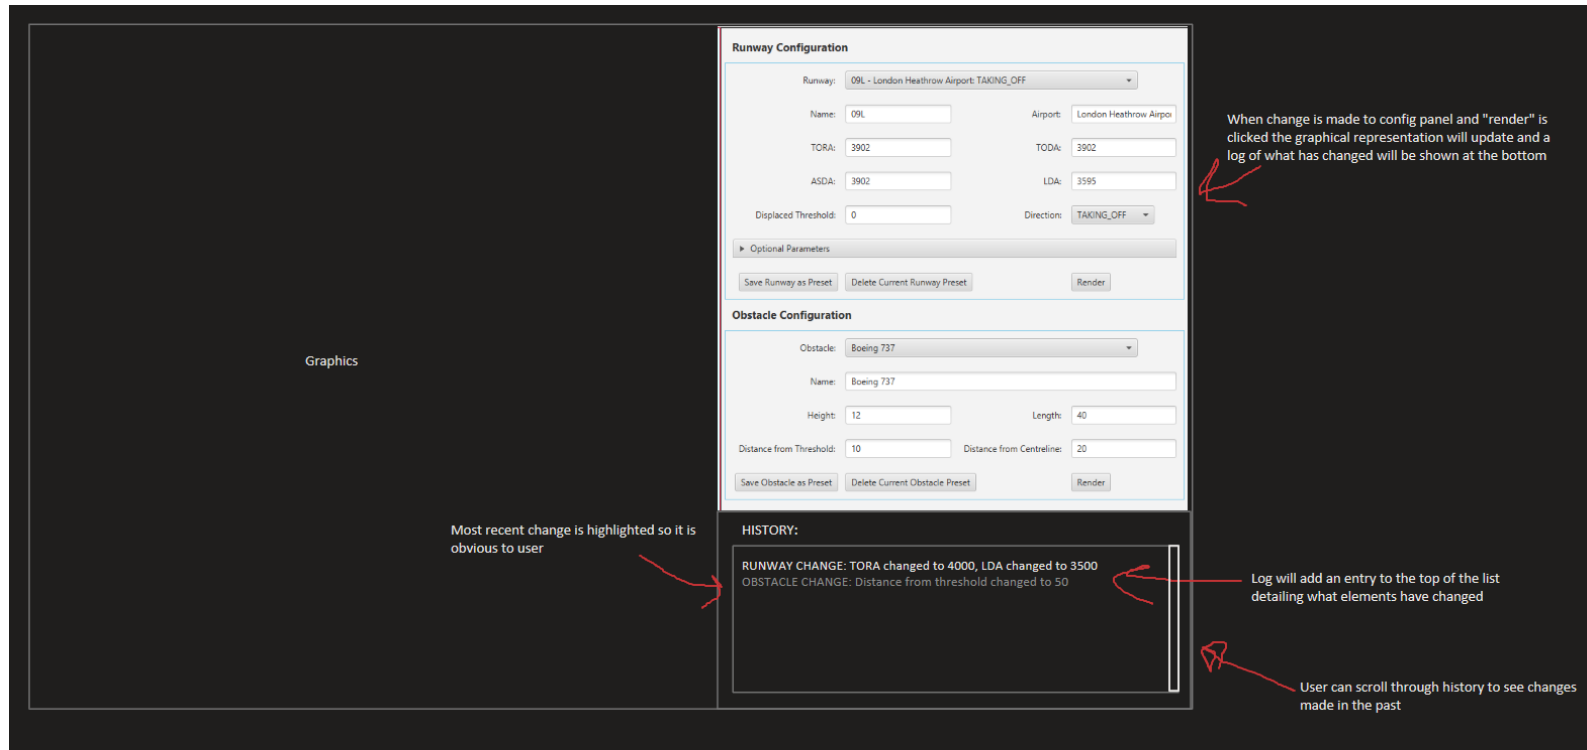 Graphics
Runway Configuration
Runway: 09L - London Heathrow Airport: TAKING_OFF
Name: 09L Airport: London Heathrow Airpor
TORA: 3902 TODA: 3902
ASDA: 3902 LDA: 3595
Displaced Threshold: 0 Direction: TAKING_OFF
Optional Parameters
Save Runway as Preset Delete Current Runway Preset Render
Obstacle Configuration
Obstacle: Boeing 737
Name: Boeing 737
Height: 12 Length: 40
Distance from Threshold: 10 Distance from Centreline: 20
Save Obstacle as Preset Delete Current Obstacle Preset Render
HISTORY:
RUNWAY CHANGE: TORA changed to 4000, LDA changed to 3500
OBSTACLE CHANGE: Distance from threshold changed to 50
When change is made to config panel and "render" is
clicked the graphical representation will update and a
log of what has changed will be shown at the bottom
Most recent change is highlighted so it is
obvious to user
Log will add an entry to the top of the list
detailing what elements have changed
User can scroll through history to see changes
made in the past